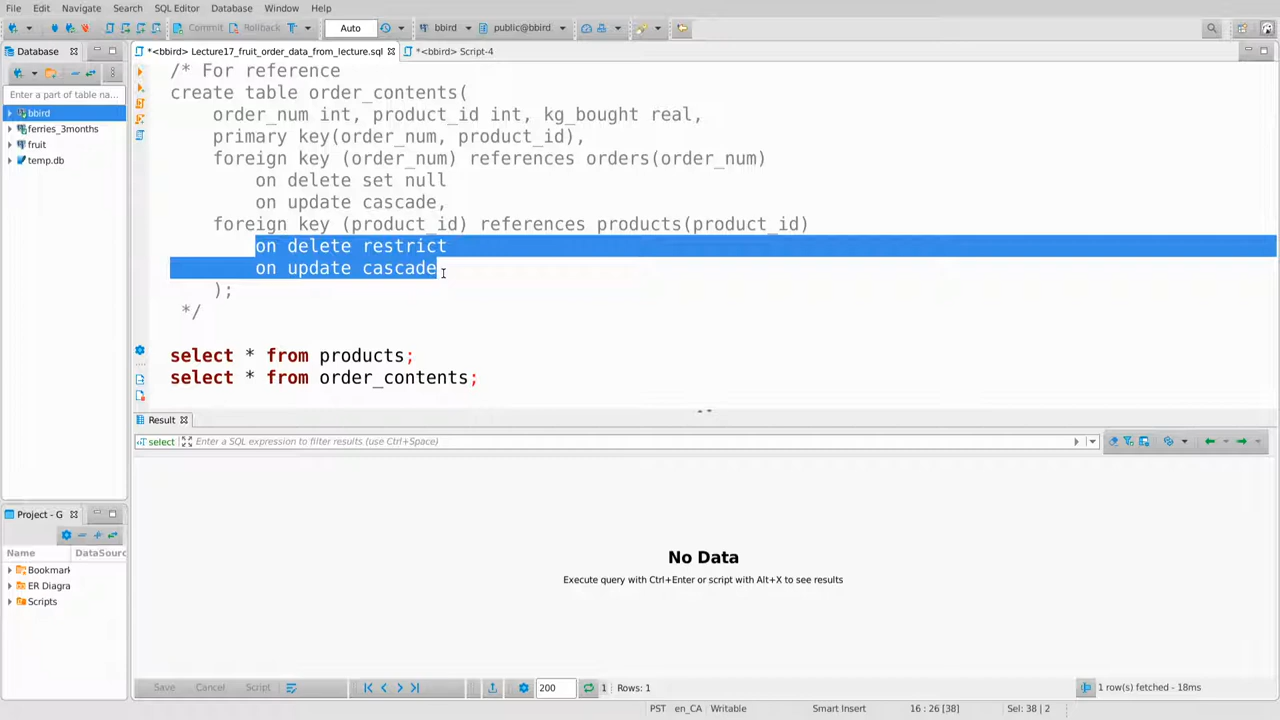 File Edit Navigate Search SQL Editor Database Window Help
Commit Rollback Auto bbird public@bbird
Database *<bbird> Lecture17_fruit_order_data_from_lecture.sql *<bbird> Script-4
Enter a part of table na...
bbird
ferries_3months
fruit
temp.db
/* For reference
create table order_contents(
order_num int, product_id int, kg_bought real,
primary key(order_num, product_id),
foreign key (order_num) references orders(order_num)
on delete set null
on update cascade,
foreign key (product_id) references products(product_id)
on delete restrict
on update cascade
);
*/
select * from products;
select * from order_contents;
Result
select Enter a SQL expression to filter results (use Ctrl+Space)
No Data
Execute query with Ctrl+Enter or script with Alt+X to see results
Project - G
Name DataSourc
Bookmark
ER Diagra
Scripts
Save Cancel Script 200 1 Rows: 1 1 row(s) fetched - 18ms
PST en_CA Writable Smart Insert 16 : 26 [38] Sel: 38 | 2